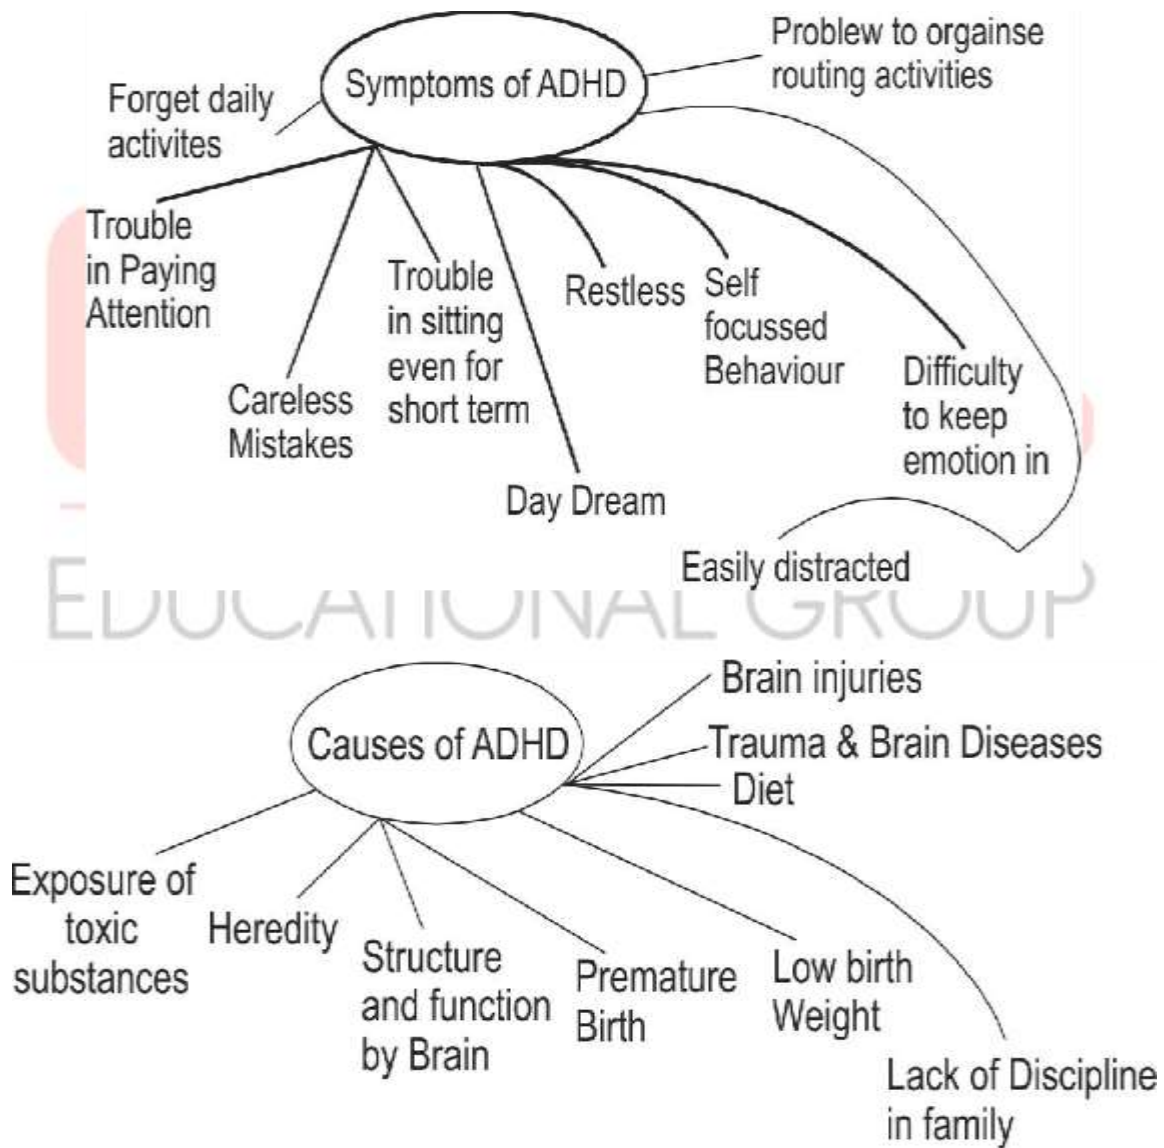 Symptoms of ADHD
Problew to orgainse
routing activities
Forget daily
activites
Trouble
in Paying
Attention
Careless
Mistakes
Trouble
in sitting
even for
short term
Day Dream
Restless
Self
focussed
Behaviour
Difficulty
to keep
emotion in
Easily distracted
EDUCATIONAL GROUP
Causes of ADHD
Brain injuries
Trauma & Brain Diseases
Diet
Exposure of
toxic
substances
Heredity
Structure
and function
by Brain
Premature
Birth
Low birth
Weight
Lack of Discipline
in family